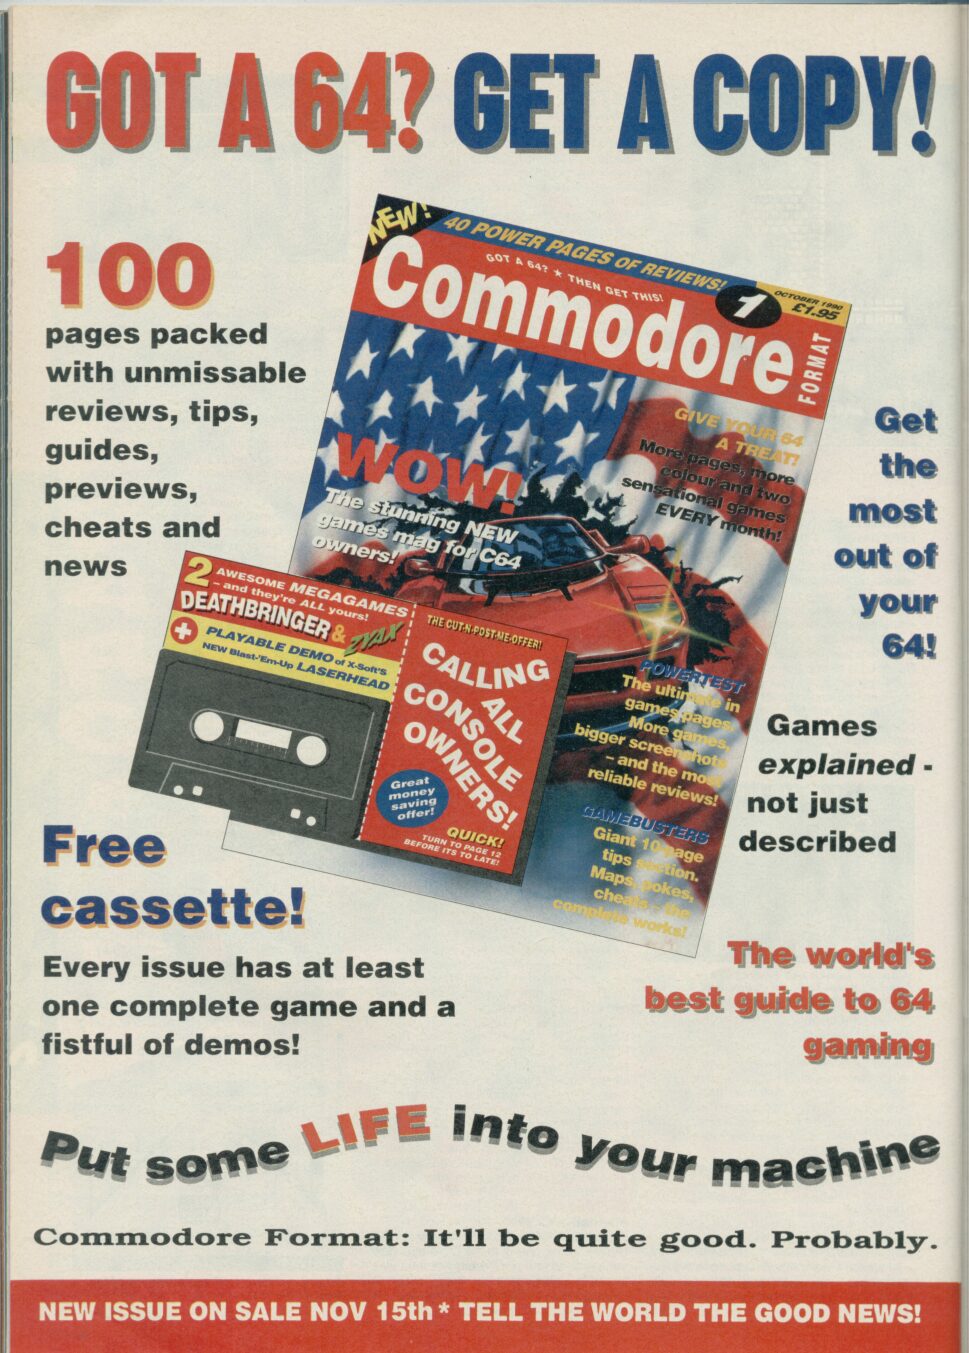 GOT A 64? GET A COPY!
100
pages packed
with unmissable
reviews, tips,
guides,
previews,
cheats and
news
NEW!
40 POWER PAGES OF REVIEWS!
GOT A 64? ★ THEN GET THIS!
Commodore
FORMAT
1
OCTOBER 1990
£1.95
GIVE YOUR 64
A TREAT!
More pages, more
colour and two
sensational games
EVERY month!
WOW!
The stunning NEW
games mag for C64
owners!
POWERTEST
The ultimate in
games pages.
More games,
bigger screenshots
– and the most
reliable reviews!
GAMEBUSTERS
Giant 10-page
tips section.
Maps, pokes,
cheats – the
complete works!
2 AWESOME MEGAGAMES
– and they're ALL yours!
DEATHBRINGER & ZYAX
+ PLAYABLE DEMO of X-Soft's
NEW Blast-'Em-Up LASERHEAD
THE CUT-N-POST-ME-OFFER!
CALLING
ALL
CONSOLE
OWNERS!
Great
money
saving
offer!
QUICK!
TURN TO PAGE 12
BEFORE ITS TO LATE!
Get
the
most
out of
your
64!
Games
explained -
not just
described
Free
cassette!
Every issue has at least
one complete game and a
fistful of demos!
The world's
best guide to 64
gaming
Put some LIFE into your machine
Commodore Format: It'll be quite good. Probably.
NEW ISSUE ON SALE NOV 15th * TELL THE WORLD THE GOOD NEWS!